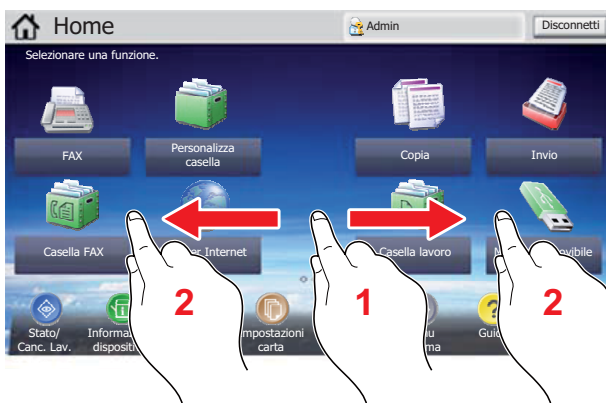 Home
Admin
Disconnetti
Selezionare una funzione.
FAX
Personalizza
casella
Copia
Invio
Casella FAX
Internet
Casella lavoro
2
1
2
Stato/
Canc. Lav.
carta